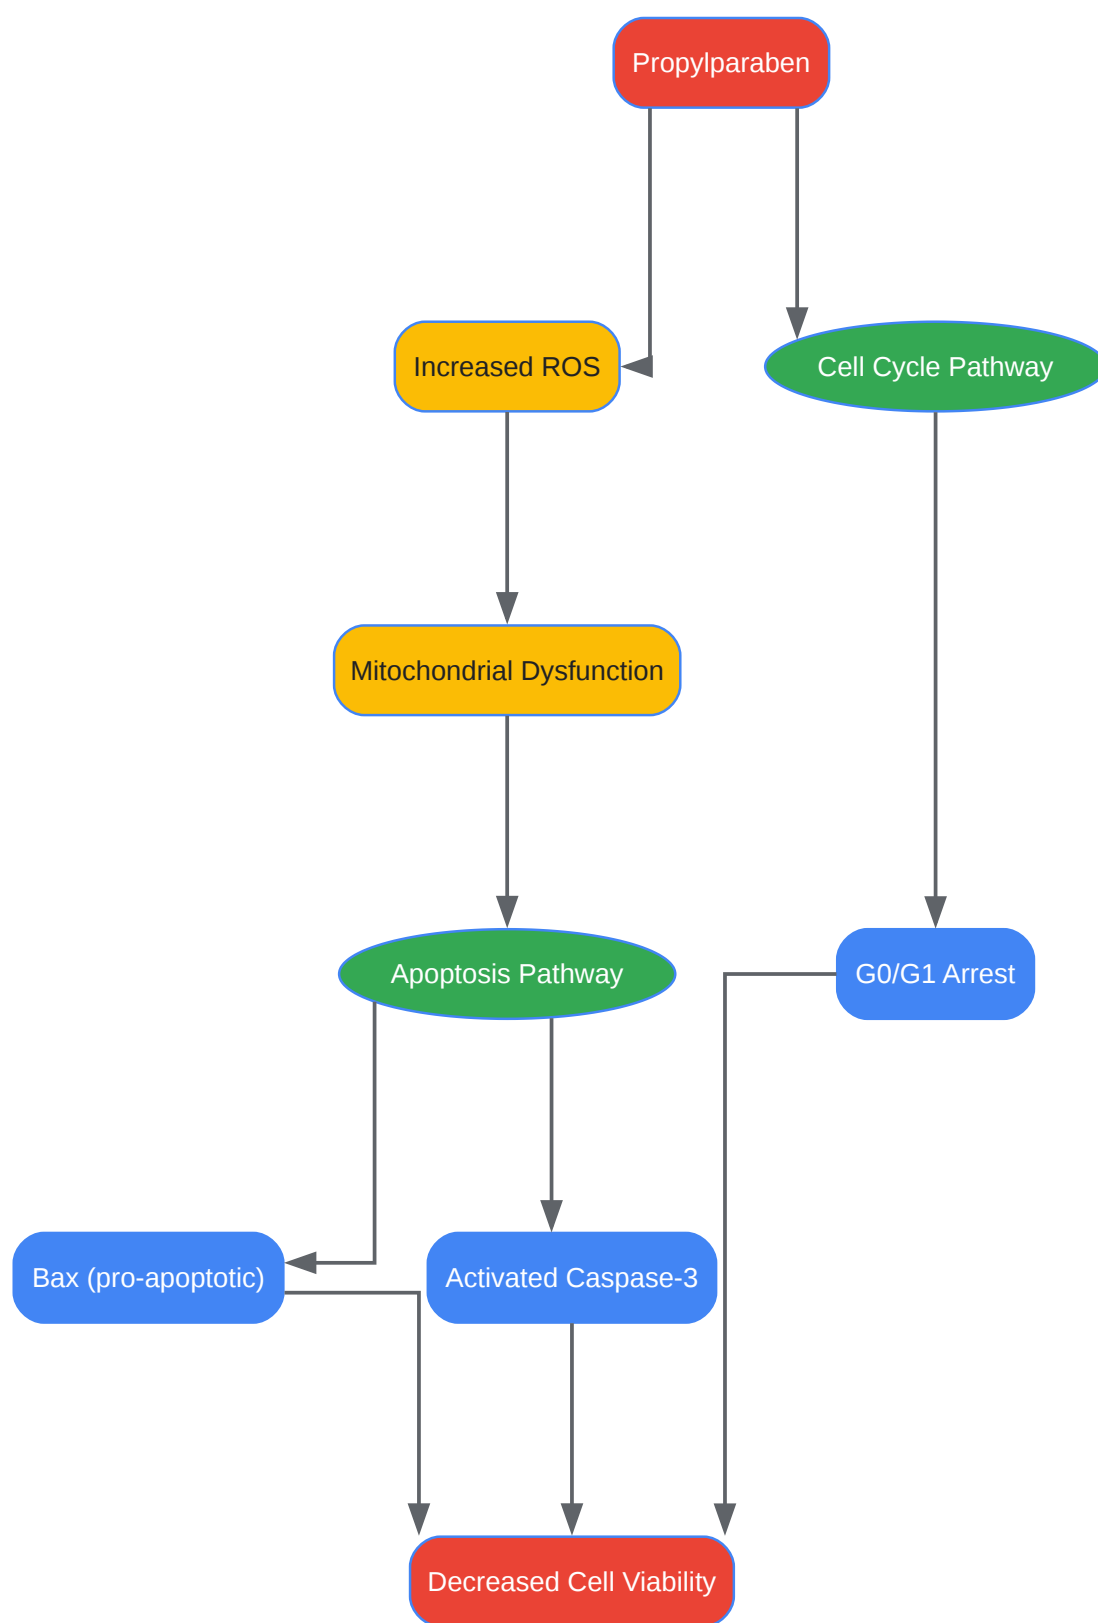 Propylparaben
Increased ROS
Cell Cycle Pathway
Mitochondrial Dysfunction
Apoptosis Pathway
G0/G1 Arrest
Bax (pro-apoptotic)
Activated Caspase-3
Decreased Cell Viability